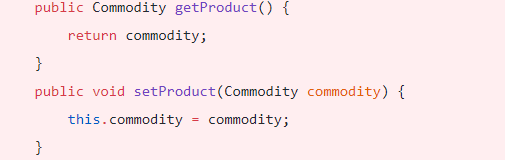 public Commodity getProduct() {
return commodity;
}
public void setProduct(Commodity commodity) {
this.commodity = commodity;
}